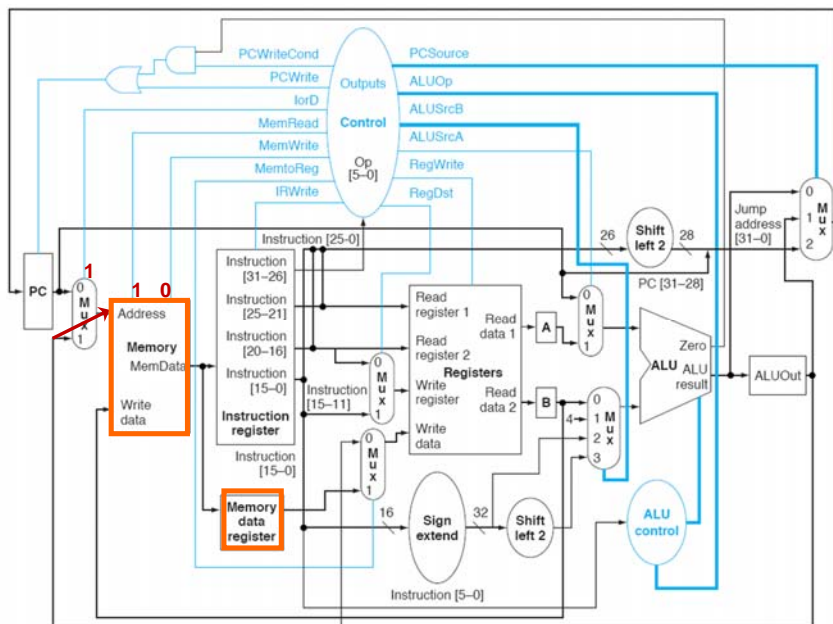 PCWriteCond
PCWrite
IorD
MemRead
MemWrite
MemtoReg
IRWrite
Outputs
Control
Op
[5–0]
PCSource
ALUOp
ALUSrcB
ALUSrcA
RegWrite
RegDst
Instruction [25-0]
26
Shift
left 2
28
Jump
address
[31–0]
0
1
2
M
u
x
PC [31–28]
PC
0
M
u
x
1
1
1 0
Address
Memory
MemData
Write
data
Instruction
[31–26]
Instruction
[25–21]
Instruction
[20–16]
Instruction
[15–0]
Instruction
register
Instruction
[15–11]
Instruction
[15–0]
Memory
data
register
0
M
u
x
1
0
M
u
x
1
Read
register 1
Read
register 2
Write
register
Write
data
Registers
Read
data 1
Read
data 2
A
B
0
M
u
x
1
4
0
1
2
3
M
u
x
Zero
ALU
ALU
result
ALUOut
16
Sign
extend
32
Shift
left 2
ALU
control
Instruction [5–0]